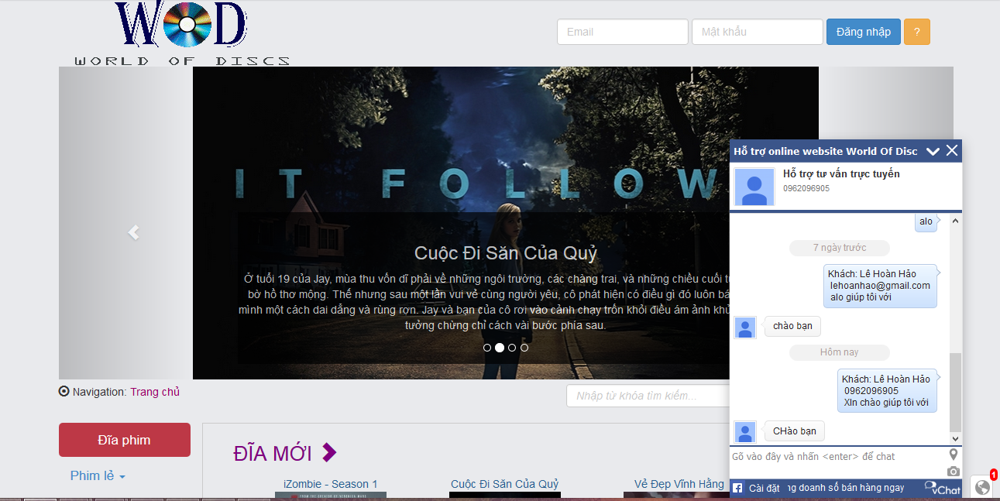 WOD
WORLD OF DISCS
Email
Mật khẩu
Đăng nhập
?
IT FOLLOW
Cuộc Đi Săn Của Quỷ
Ở tuổi 19 của Jay, mùa thu vốn dĩ phải về những ngôi trường, các chàng trai, và những chiều cuối
bờ hồ thơ mộng. Thế nhưng sau một lần vui vẻ cùng người yêu, cô phát hiện có điều gì đó luôn
mình một cách dai dẳng và rùng rợn. Jay và bạn của cô rơi vào cảnh chạy trốn khỏi điều ám ảnh
tưởng chừng chỉ cách vài bước phía sau.
Navigation: Trang chủ
Nhập từ khóa tìm kiếm...
Đĩa phim
Phim lẻ
ĐĨA MỚI
iZombie - Season 1
Cuộc Đi Săn Của Quỷ
Vẻ Đẹp Vĩnh Hằng
FROM THE CREATOR OF VERONICA MARS
Hỗ trợ online website World Of Disc
Hỗ trợ tư vấn trực tuyến
0962096905
alo
7 ngày trước
Khách: Lê Hoàn Hảo
lehoanhao@gmail.com
alo giúp tôi với
chào bạn
Hôm nay
Khách: Lê Hoàn Hảo
0962096905
XIn chào giúp tôi với
CHào bạn
Gõ vào đây và nhấn <enter> để chat
Cài đặt
ng doanh số bán hàng ngay
vChat
1